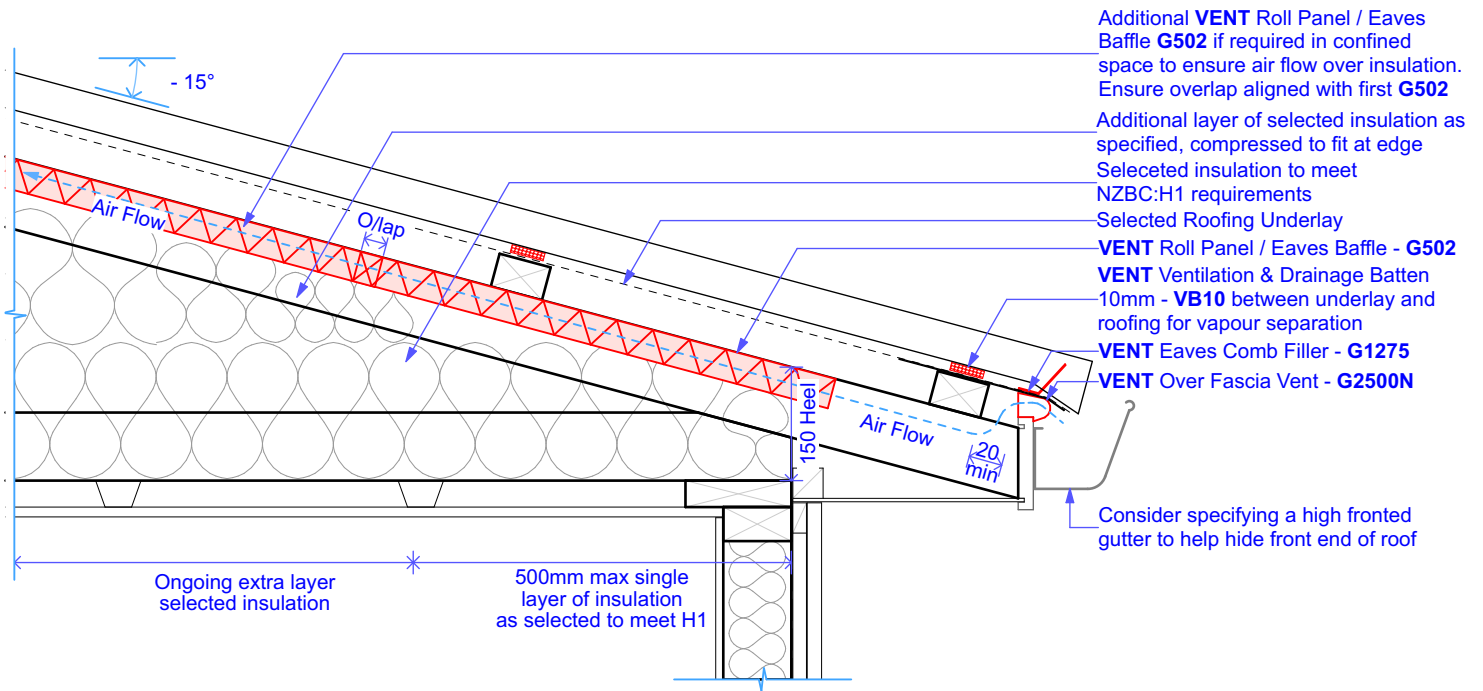 Additional VENT Roll Panel / Eaves
Baffle G502 if required in confined
space to ensure air flow over insulation.
Ensure overlap aligned with first G502
Additional layer of selected insulation as
specified, compressed to fit at edge
Seleceted insulation to meet
NZBC:H1 requirements
Selected Roofing Underlay
VENT Roll Panel / Eaves Baffle - G502
VENT Ventilation & Drainage Batten
10mm - VB10 between underlay and
roofing for vapour separation
VENT Eaves Comb Filler - G1275
VENT Over Fascia Vent - G2500N
Consider specifying a high fronted
gutter to help hide front end of roof
- 15°
Air Flow
O/lap
150 Heel
Air Flow
20
min
Ongoing extra layer
selected insulation
500mm max single
layer of insulation
as selected to meet H1